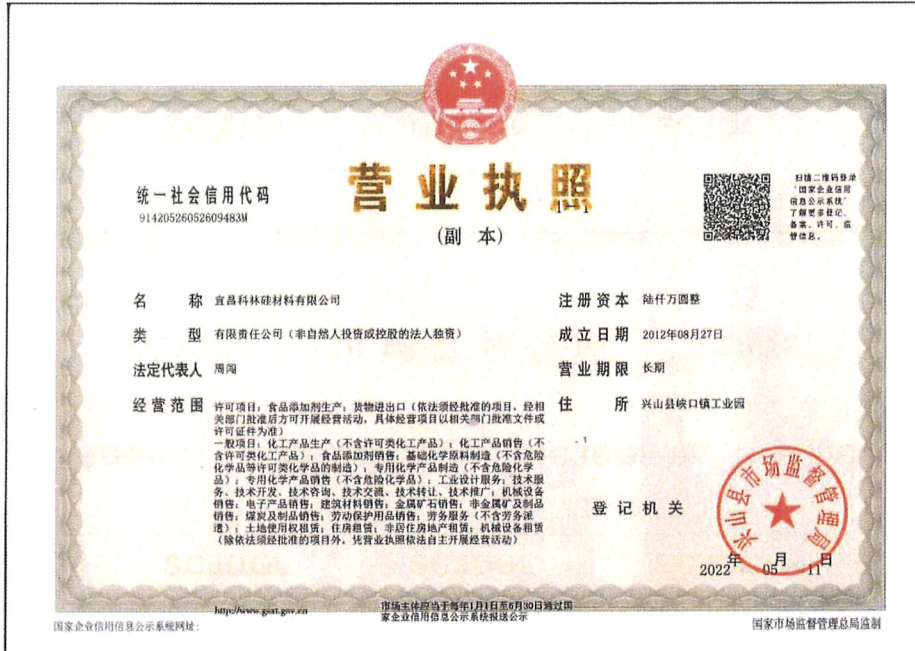 统一社会信用代码
91420526052609483M
营业执照
1-1
(副 本)
扫描二维码登录
“国家企业信用
信息公示系统”
了解更多登记、
备案、许可、监
管信息。
名 称 宜昌科林硅材料有限公司
类 型 有限责任公司（非自然人投资或控股的法人独资）
法定代表人 周闯
经营范围 许可项目：食品添加剂生产；货物进出口（依法须经批准的项目，经相
关部门批准后方可开展经营活动，具体经营项目以相关部门批准文件或
许可证件为准）
一般项目：化工产品生产（不含许可类化工产品）；化工产品销售（不
含许可类化工产品）；食品添加剂销售；基础化学原料制造（不含危险
化学品等许可类化学品的制造）；专用化学产品制造（不含危险化学
品）；专用化学产品销售（不含危险化学品）；工业设计服务；技术服
务、技术开发、技术咨询、技术交流、技术转让、技术推广；机械设备
销售；电子产品销售；建筑材料销售；金属矿石销售；非金属矿及制品
销售；煤炭及制品销售；劳动保护用品销售；劳务服务（不含劳务派
遣）；土地使用权租赁；住房租赁；非居住房地产租赁；机械设备租赁
（除依法须经批准的项目外，凭营业执照依法自主开展经营活动）
注册资本 陆仟万圆整
成立日期 2012年08月27日
营业期限 长期
住 所 兴山县峡口镇工业园
登记机关
兴山县市场监督管理局
2022年05月11日
国家企业信用信息公示系统网址：
http://www.gsxt.gov.cn
市场主体应当于每年1月1日至6月30日通过国
家企业信用信息公示系统报送公示
国家市场监督管理总局监制